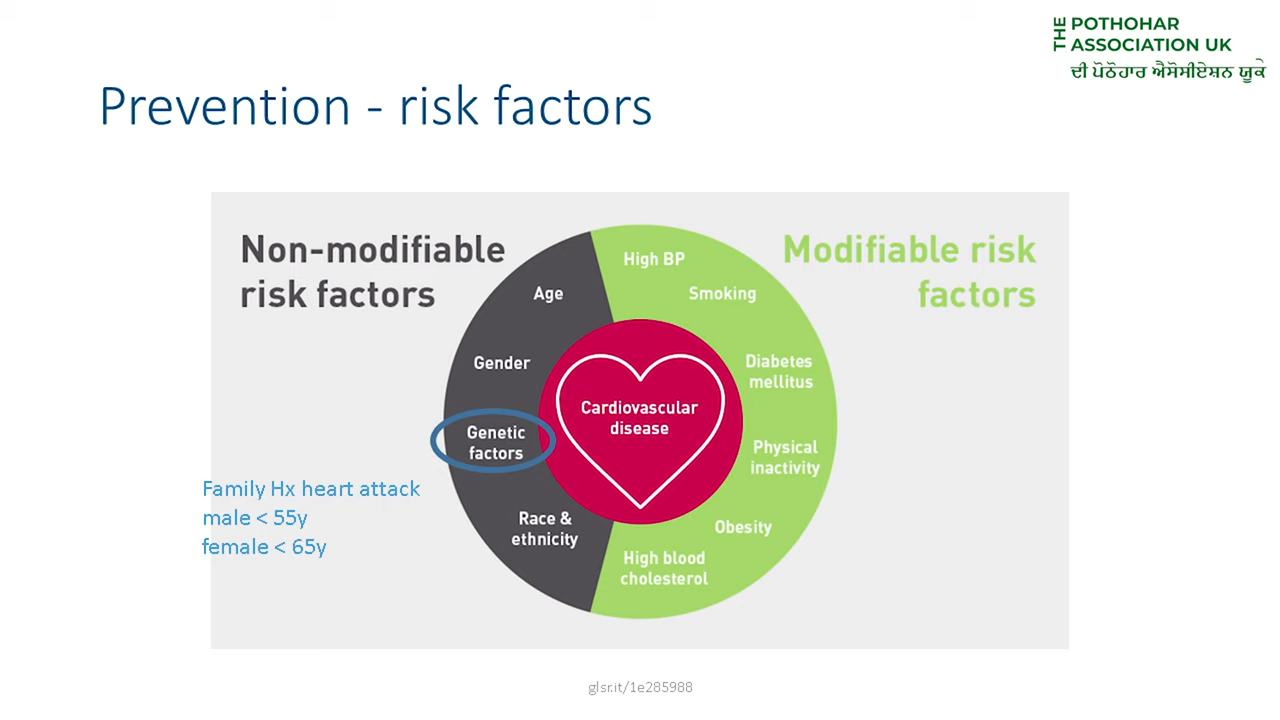 THE POTHOHAR
ASSOCIATION UK
ਦੀ ਪੋਠੋਹਾਰ ਐਸੋਸੀਏਸ਼ਨ ਯੂਕੇ
Prevention - risk factors
Non-modifiable
risk factors
Modifiable risk
factors
Age
Gender
Genetic
factors
Race &
ethnicity
High BP
Smoking
Diabetes
mellitus
Physical
inactivity
Obesity
High blood
cholesterol
Cardiovascular
disease
Family Hx heart attack
male < 55y
female < 65y
glsr.it/1e285988